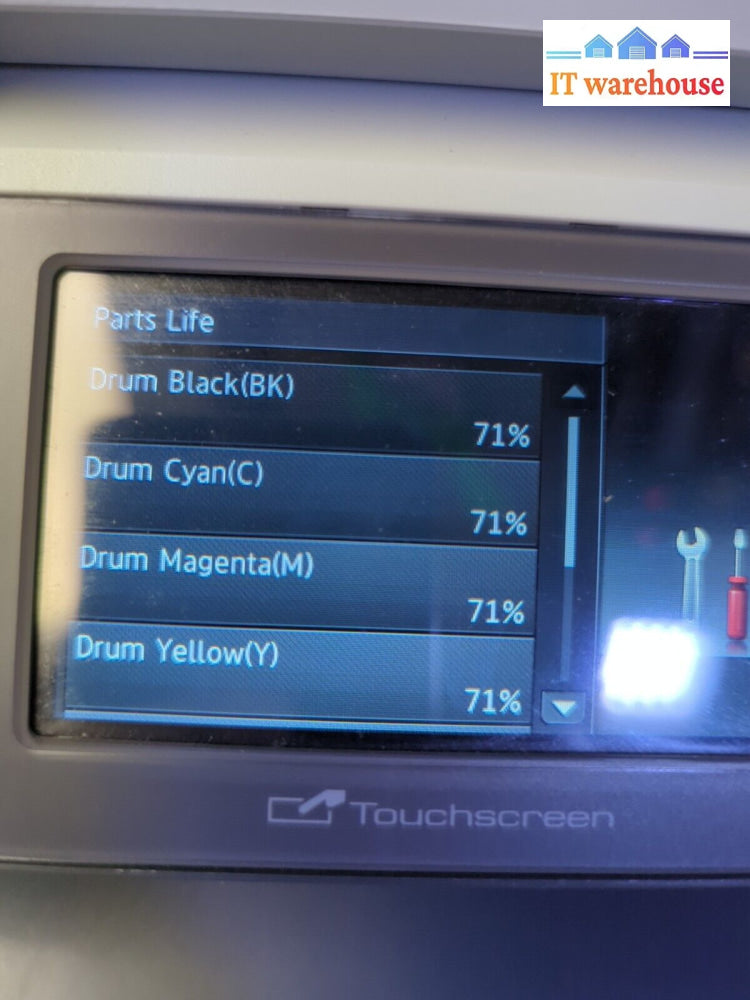 IT warehouse
Parts Life
Drum Black(BK)
71%
Drum Cyan(C)
71%
Drum Magenta(M)
71%
Drum Yellow(Y)
71%
Touchscreen